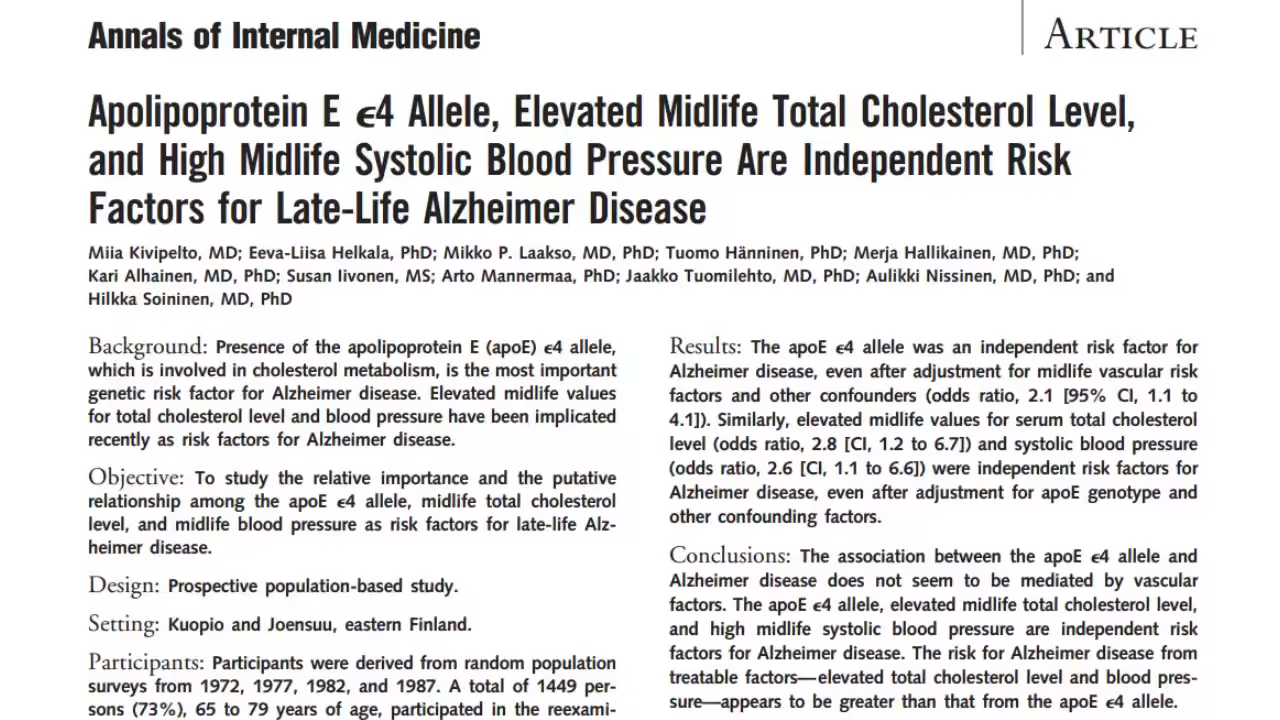 Annals of Internal Medicine
ARTICLE
Apolipoprotein E ϵ4 Allele, Elevated Midlife Total Cholesterol Level,
and High Midlife Systolic Blood Pressure Are Independent Risk
Factors for Late-Life Alzheimer Disease
Miia Kivipelto, MD; Eeva-Liisa Helkala, PhD; Mikko P. Laakso, MD, PhD; Tuomo Hänninen, PhD; Merja Hallikainen, MD, PhD;
Kari Alhainen, MD, PhD; Susan Iivonen, MS; Arto Mannermaa, PhD; Jaakko Tuomilehto, MD, PhD; Aulikki Nissinen, MD, PhD; and
Hilkka Soininen, MD, PhD
Background: Presence of the apolipoprotein E (apoE) ϵ4 allele,
which is involved in cholesterol metabolism, is the most important
genetic risk factor for Alzheimer disease. Elevated midlife values
for total cholesterol level and blood pressure have been implicated
recently as risk factors for Alzheimer disease.
Objective: To study the relative importance and the putative
relationship among the apoE ϵ4 allele, midlife total cholesterol
level, and midlife blood pressure as risk factors for late-life Alz-
heimer disease.
Design: Prospective population-based study.
Setting: Kuopio and Joensuu, eastern Finland.
Participants: Participants were derived from random population
surveys from 1972, 1977, 1982, and 1987. A total of 1449 per-
sons (73%), 65 to 79 years of age, participated in the reexami-
Results: The apoE ϵ4 allele was an independent risk factor for
Alzheimer disease, even after adjustment for midlife vascular risk
factors and other confounders (odds ratio, 2.1 [95% CI, 1.1 to
4.1]). Similarly, elevated midlife values for serum total cholesterol
level (odds ratio, 2.8 [CI, 1.2 to 6.7]) and systolic blood pressure
(odds ratio, 2.6 [CI, 1.1 to 6.6]) were independent risk factors for
Alzheimer disease, even after adjustment for apoE genotype and
other confounding factors.
Conclusions: The association between the apoE ϵ4 allele and
Alzheimer disease does not seem to be mediated by vascular
factors. The apoE ϵ4 allele, elevated midlife total cholesterol level,
and high midlife systolic blood pressure are independent risk
factors for Alzheimer disease. The risk for Alzheimer disease from
treatable factors—elevated total cholesterol level and blood pres-
sure—appears to be greater than that from the apoE ϵ4 allele.